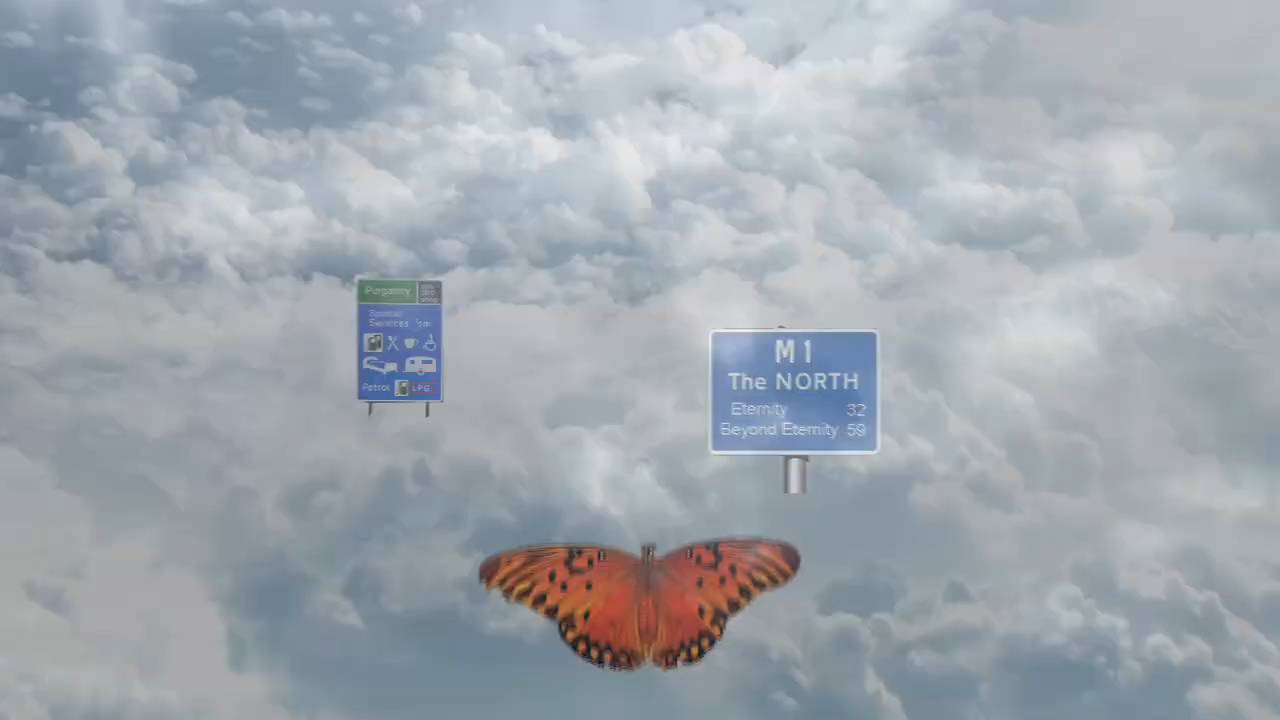 Purgatory
Services
Petrol LPG
M1
The NORTH
Eternity 32
Beyond Eternity 59